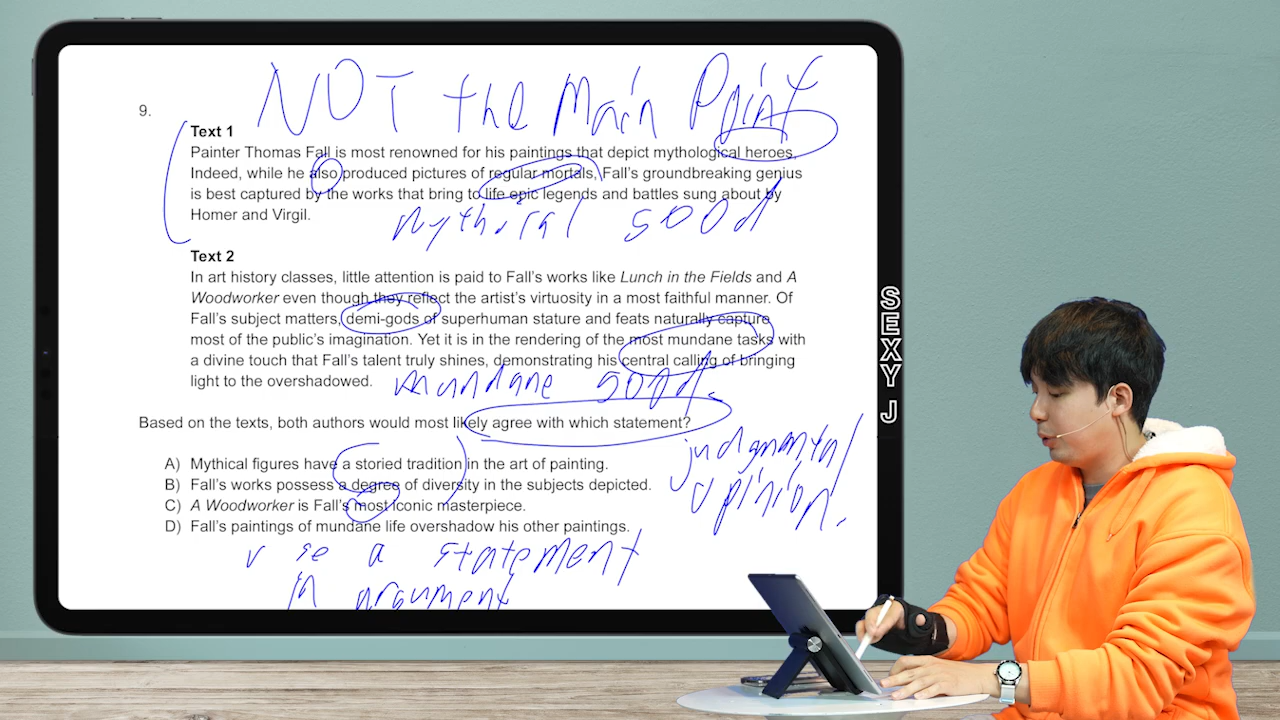 NOT the Main Point
9.
Text 1
Painter Thomas Fall is most renowned for his paintings that depict mythological heroes.
Indeed, while he also produced pictures of regular mortals, Fall's groundbreaking genius
is best captured by the works that bring to life epic legends and battles sung about by
Homer and Virgil.
mythical good
Text 2
In art history classes, little attention is paid to Fall's works like Lunch in the Fields and A
Woodworker even though they reflect the artist's virtuosity in a most faithful manner. Of
Fall's subject matters, demi-gods of superhuman stature and feats naturally capture
most of the public's imagination. Yet it is in the rendering of the most mundane tasks with
a divine touch that Fall's talent truly shines, demonstrating his central calling of bringing
light to the overshadowed.
mundane good.
Based on the texts, both authors would most likely agree with which statement?
judgmental
opinion.
A) Mythical figures have a storied tradition in the art of painting.
B) Fall's works possess a degree of diversity in the subjects depicted.
C) A Woodworker is Fall's most iconic masterpiece.
D) Fall's paintings of mundane life overshadow his other paintings.
use a statement
in argument
SEXY J